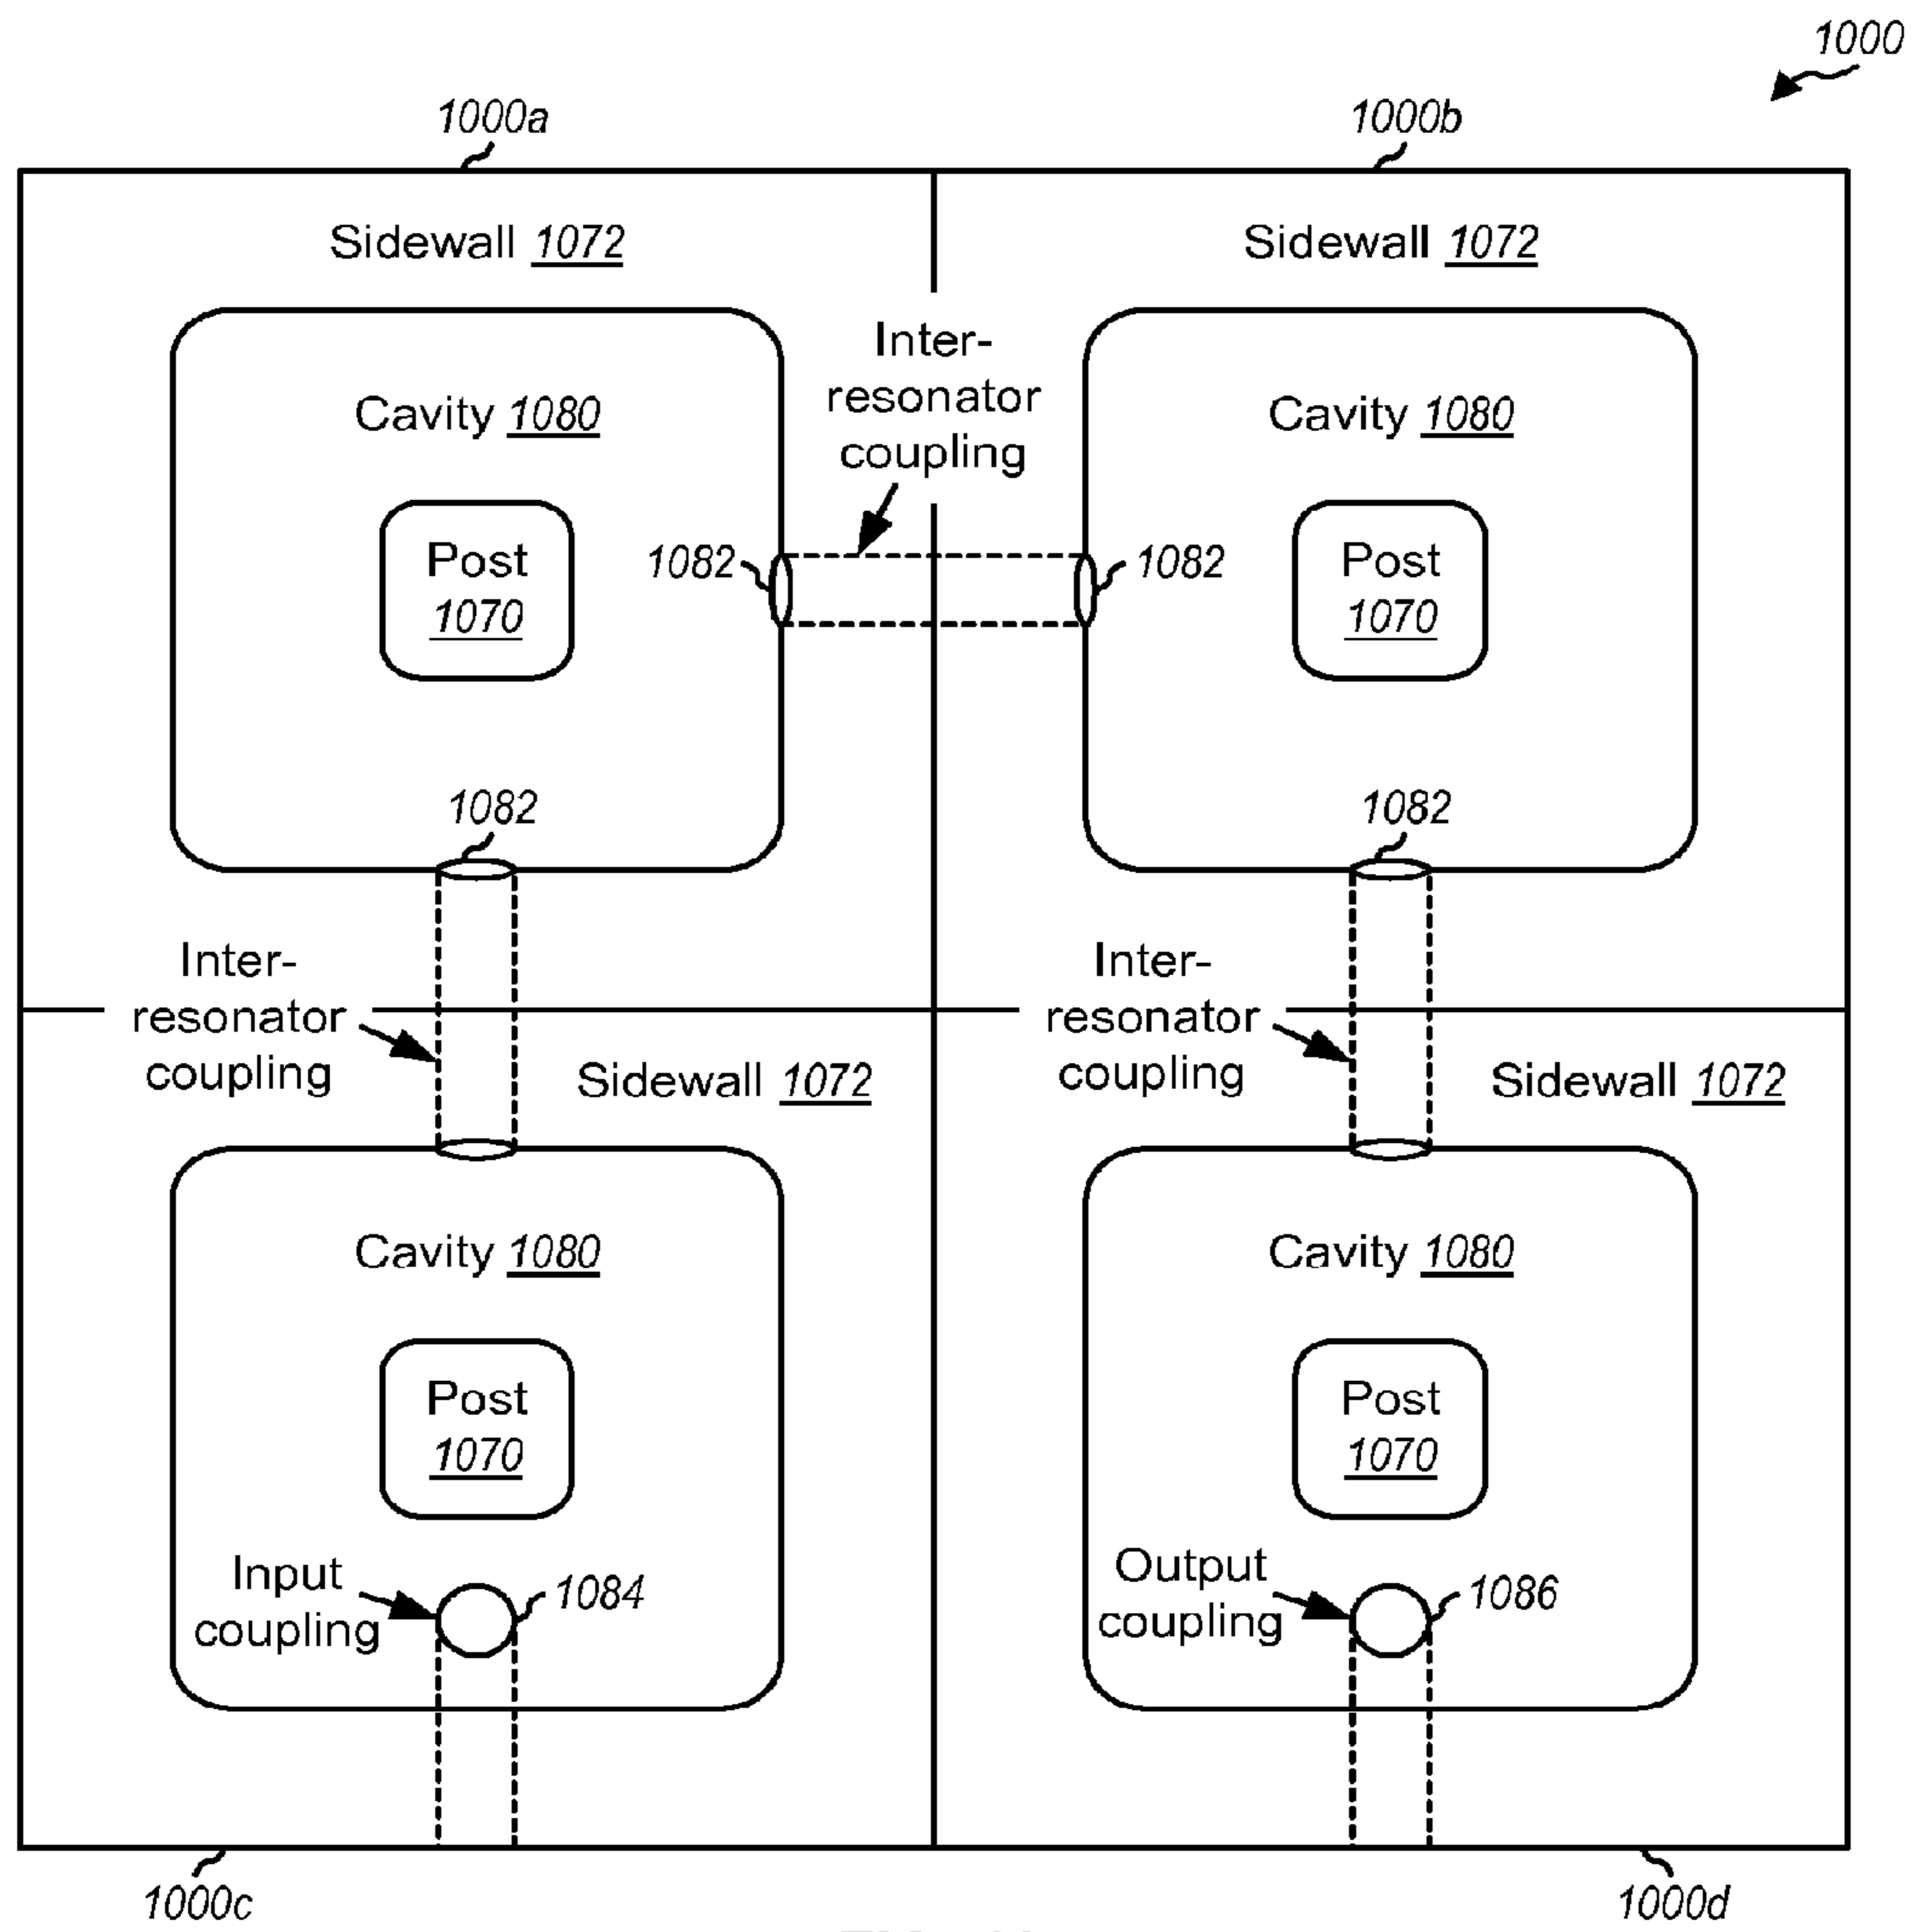 1000
1000a
1000b
Sidewall 1072
Sidewall 1072
Inter-
resonator
coupling
Cavity 1080
Cavity 1080
Post
1070
1082
1082
Post
1070
1082
1082
Inter-
resonator
coupling
Inter-
resonator
coupling
Sidewall 1072
Sidewall 1072
Cavity 1080
Cavity 1080
Post
1070
Post
1070
Input
coupling
1084
Output
coupling
1086
1000c
1000d